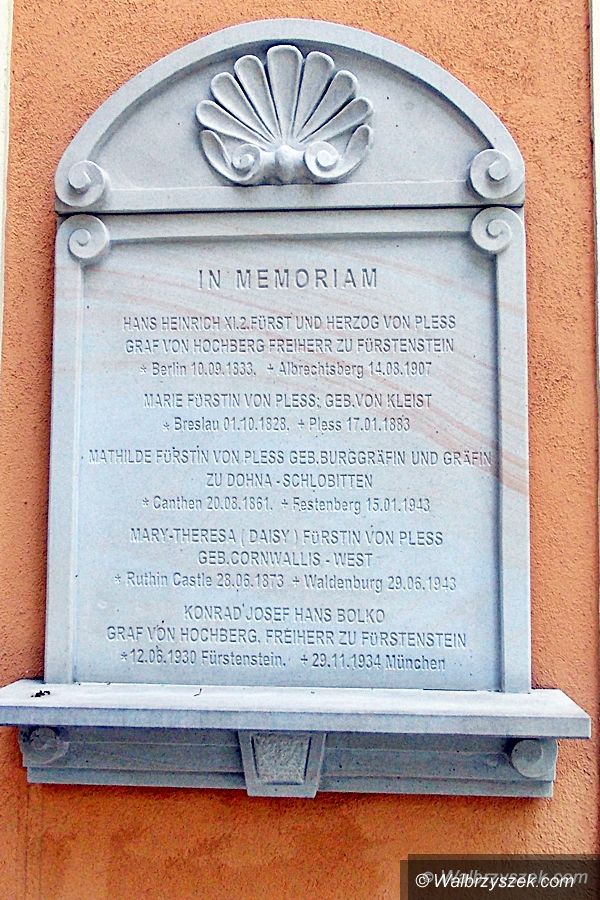 IN MEMORIAM
HANS HEINRICH XI.2.FÜRST UND HERZOG VON PLESS
GRAF VON HOCHBERG FREIHERR ZU FÜRSTENSTEIN
* Berlin 10.09.1833. + Albrechtsberg 14.08.1907
MARIE FÜRSTIN VON PLESS; GEB.VON KLEIST
* Breslau 01.10.1828. + Pless 17.01.1883
MATHILDE FÜRSTIN VON PLESS GEB.BURGGRÄFIN UND GRÄFIN
ZU DOHNA - SCHLOBITTEN
* Canthen 20.08.1861. + Festenberg 15.01.1943
MARY-THERESA ( DAISY ) FÜRSTIN VON PLESS
GEB.CORNWALLIS - WEST
* Ruthin Castle 28.06.1873 + Waldenburg 29.06.1943
KONRAD JOSEF HANS BOLKO
GRAF VON HOCHBERG. FREIHERR ZU FÜRSTENSTEIN
*12.06.1930 Fürstenstein. +29.11.1934 München
© Walbrzyszek.com
© Walbrzyszek.com